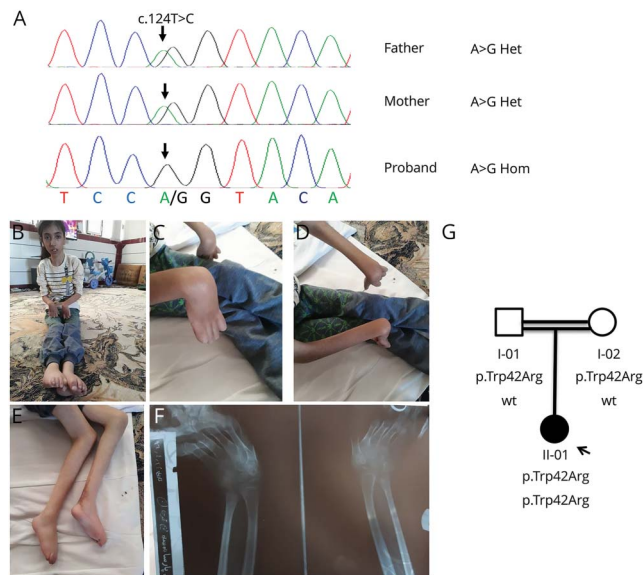 A
c.124T>C
Father A>G Het
Mother A>G Het
Proband A>G Hom
T C C A/G G T A C A
B
C
D
G
I-01 I-02
p.Trp42Arg p.Trp42Arg
wt wt
E
F
II-01
p.Trp42Arg
p.Trp42Arg